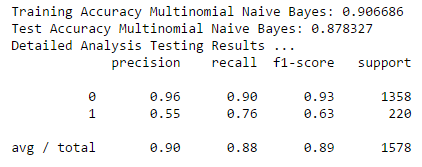 Training Accuracy Multinomial Naive Bayes: 0.906686
Test Accuracy Multinomial Naive Bayes: 0.878327
Detailed Analysis Testing Results ...
precision recall f1-score support
0 0.96 0.90 0.93 1358
1 0.55 0.76 0.63 220
avg / total 0.90 0.88 0.89 1578